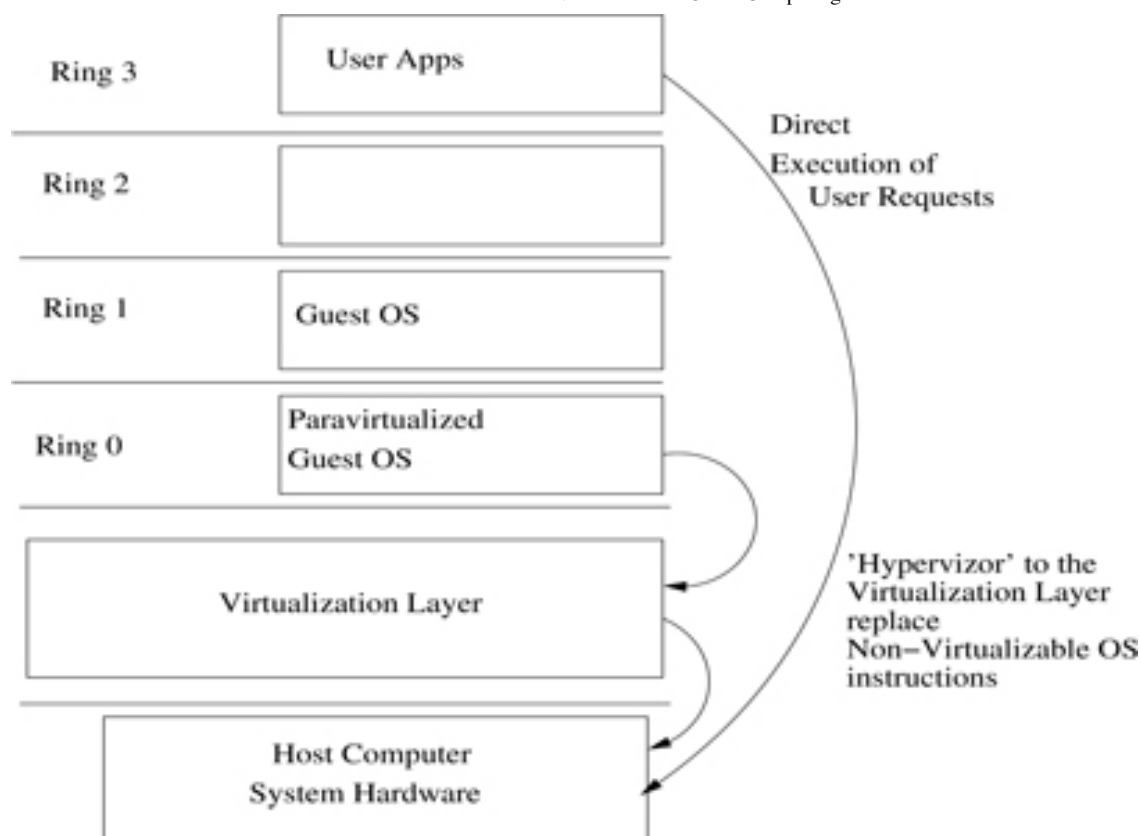 Ring 3
User Apps
Direct
Execution of
User Requests
Ring 2
Ring 1
Guest OS
Ring 0
Paravirtualized
Guest OS
Virtualization Layer
'Hypervizor' to the
Virtualization Layer
replace
Non−Virtualizable OS
instructions
Host Computer
System Hardware